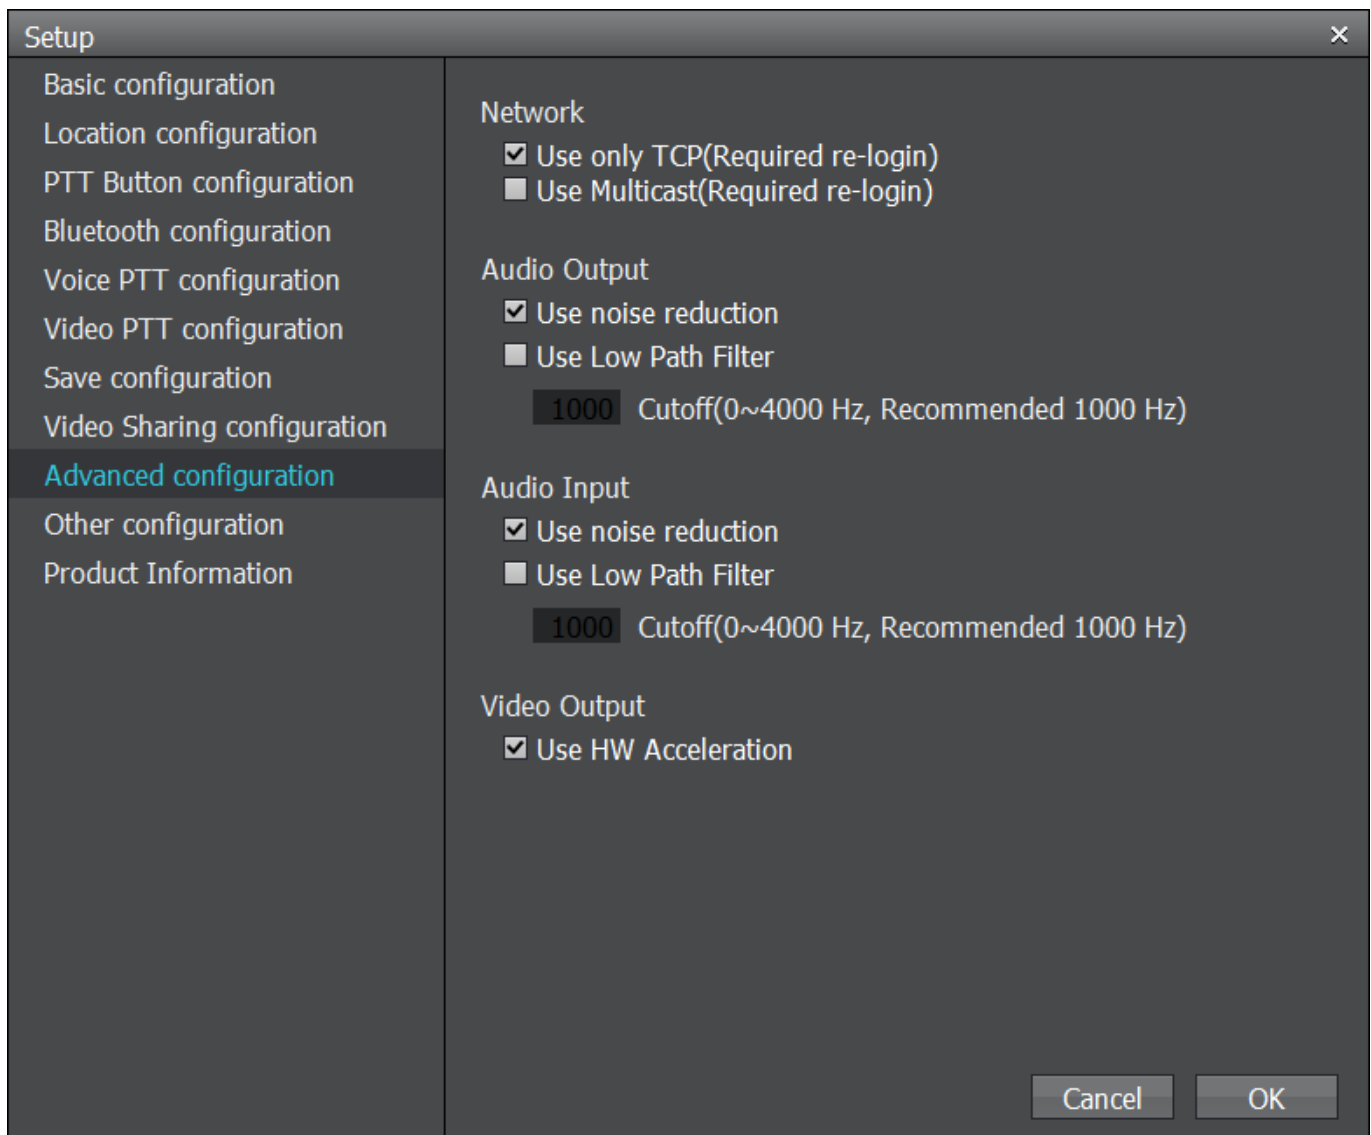 Setup
Basic configuration
Location configuration
PTT Button configuration
Bluetooth configuration
Voice PTT configuration
Video PTT configuration
Save configuration
Video Sharing configuration
Advanced configuration
Other configuration
Product Information
Network
Use only TCP(Required re-login)
Use Multicast(Required re-login)
Audio Output
Use noise reduction
Use Low Path Filter
1000 Cutoff(0~4000 Hz, Recommended 1000 Hz)
Audio Input
Use noise reduction
Use Low Path Filter
1000 Cutoff(0~4000 Hz, Recommended 1000 Hz)
Video Output
Use HW Acceleration
Cancel OK